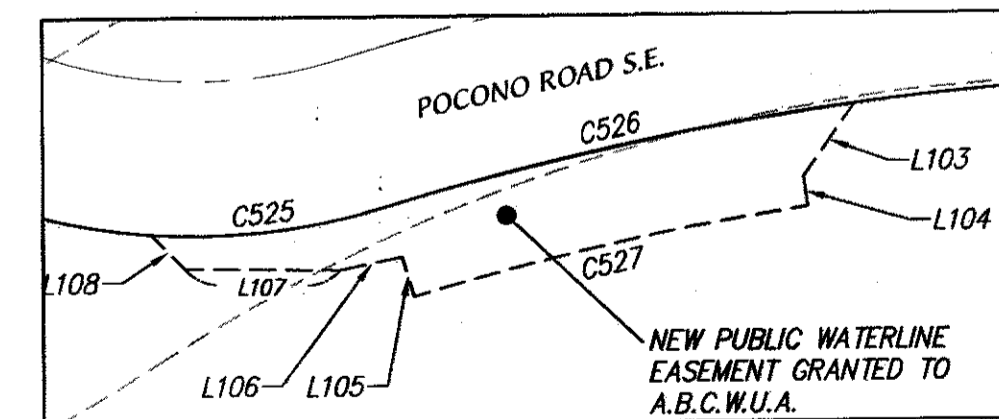 POCONO ROAD S.E.
C526
L103
C525
L104
C527
L108
L107
NEW PUBLIC WATERLINE
EASEMENT GRANTED TO
A.B.C.W.U.A.
L106
L105